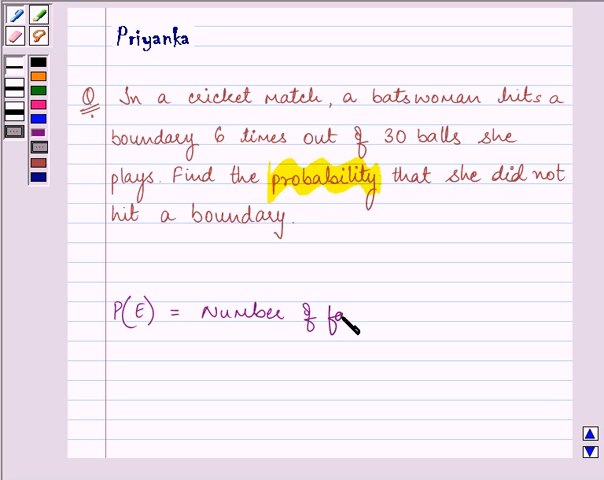 Priyanka
Q In a cricket match, a batswoman hits a
boundary 6 times out of 30 balls she
plays. Find the probability that she did not
hit a boundary.
P(E) = Number of fa